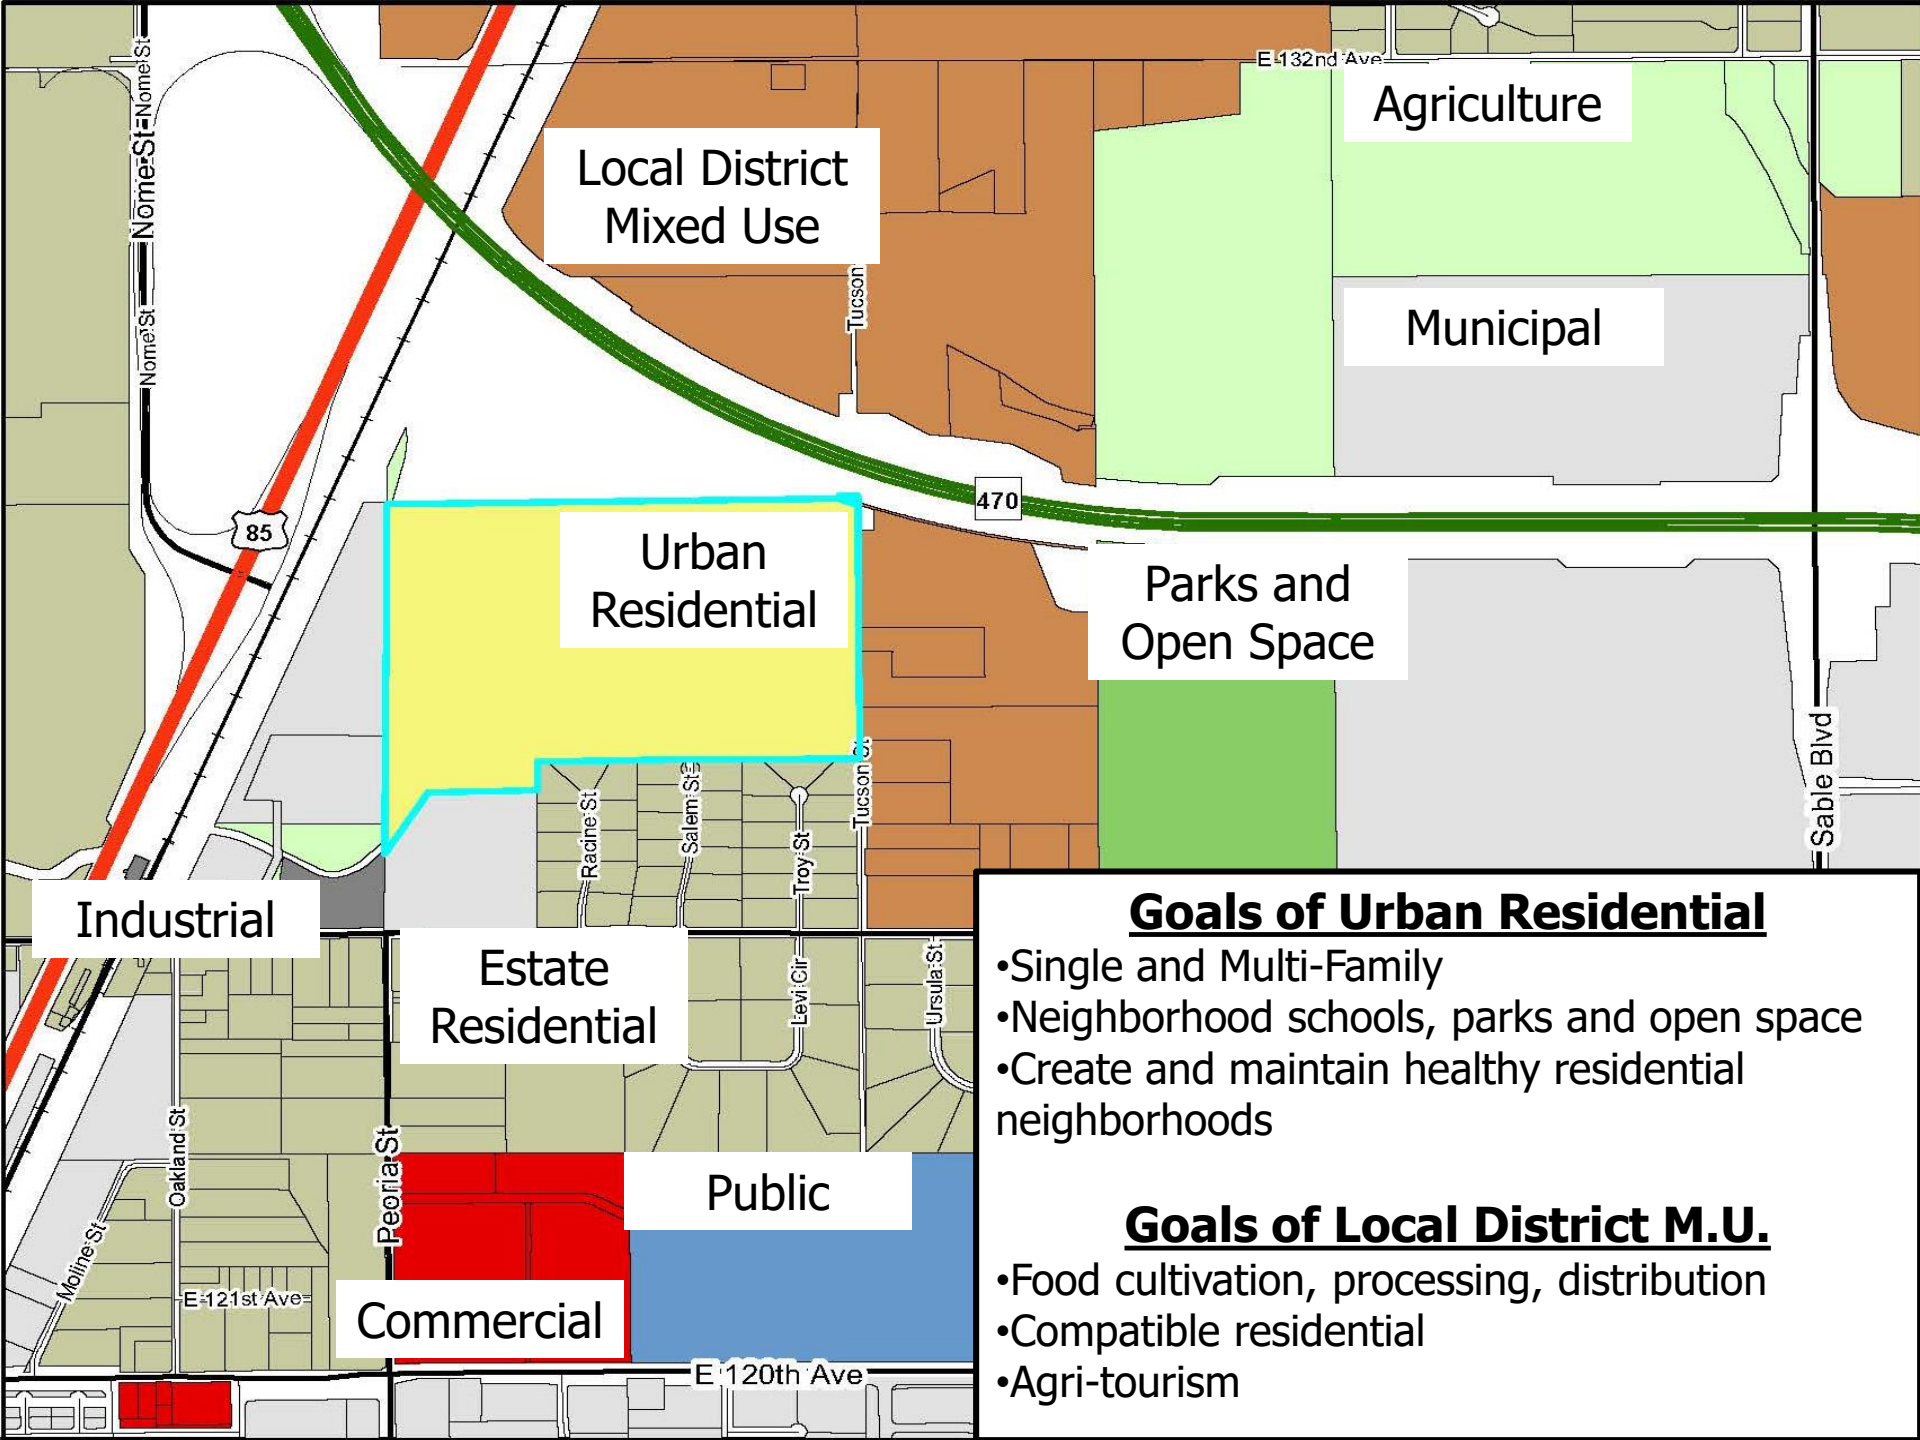 Nome St
Nome St
Nome St
Nome St
E 132nd Ave
Agriculture
Local District
Mixed Use
Tucson
Municipal
470
85
Urban
Residential
Parks and
Open Space
Tucson St
Sable Blvd
Racine St
Salem St
Troy St
Industrial
Estate
Residential
Levi Cir
Ursula St
Oakland St
Peoria St
Public
Moline St
E 121st Ave
Commercial
E 120th Ave
Goals of Urban Residential
•Single and Multi-Family
•Neighborhood schools, parks and open space
•Create and maintain healthy residential
neighborhoods
Goals of Local District M.U.
•Food cultivation, processing, distribution
•Compatible residential
•Agri-tourism